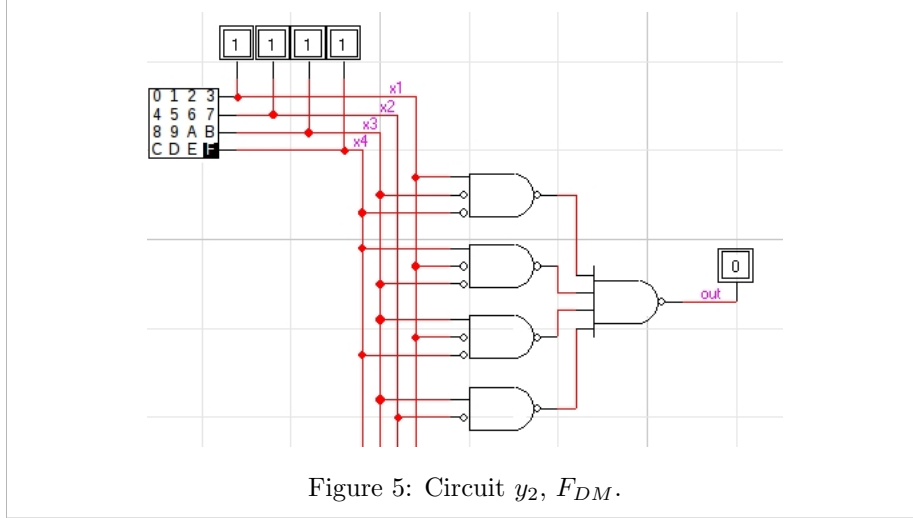 1 1 1 1
0 1 2 3
4 5 6 7
8 9 A B
C D E F
x1
x2
x3
x4
0
out
Figure 5: Circuit y2, FDM.